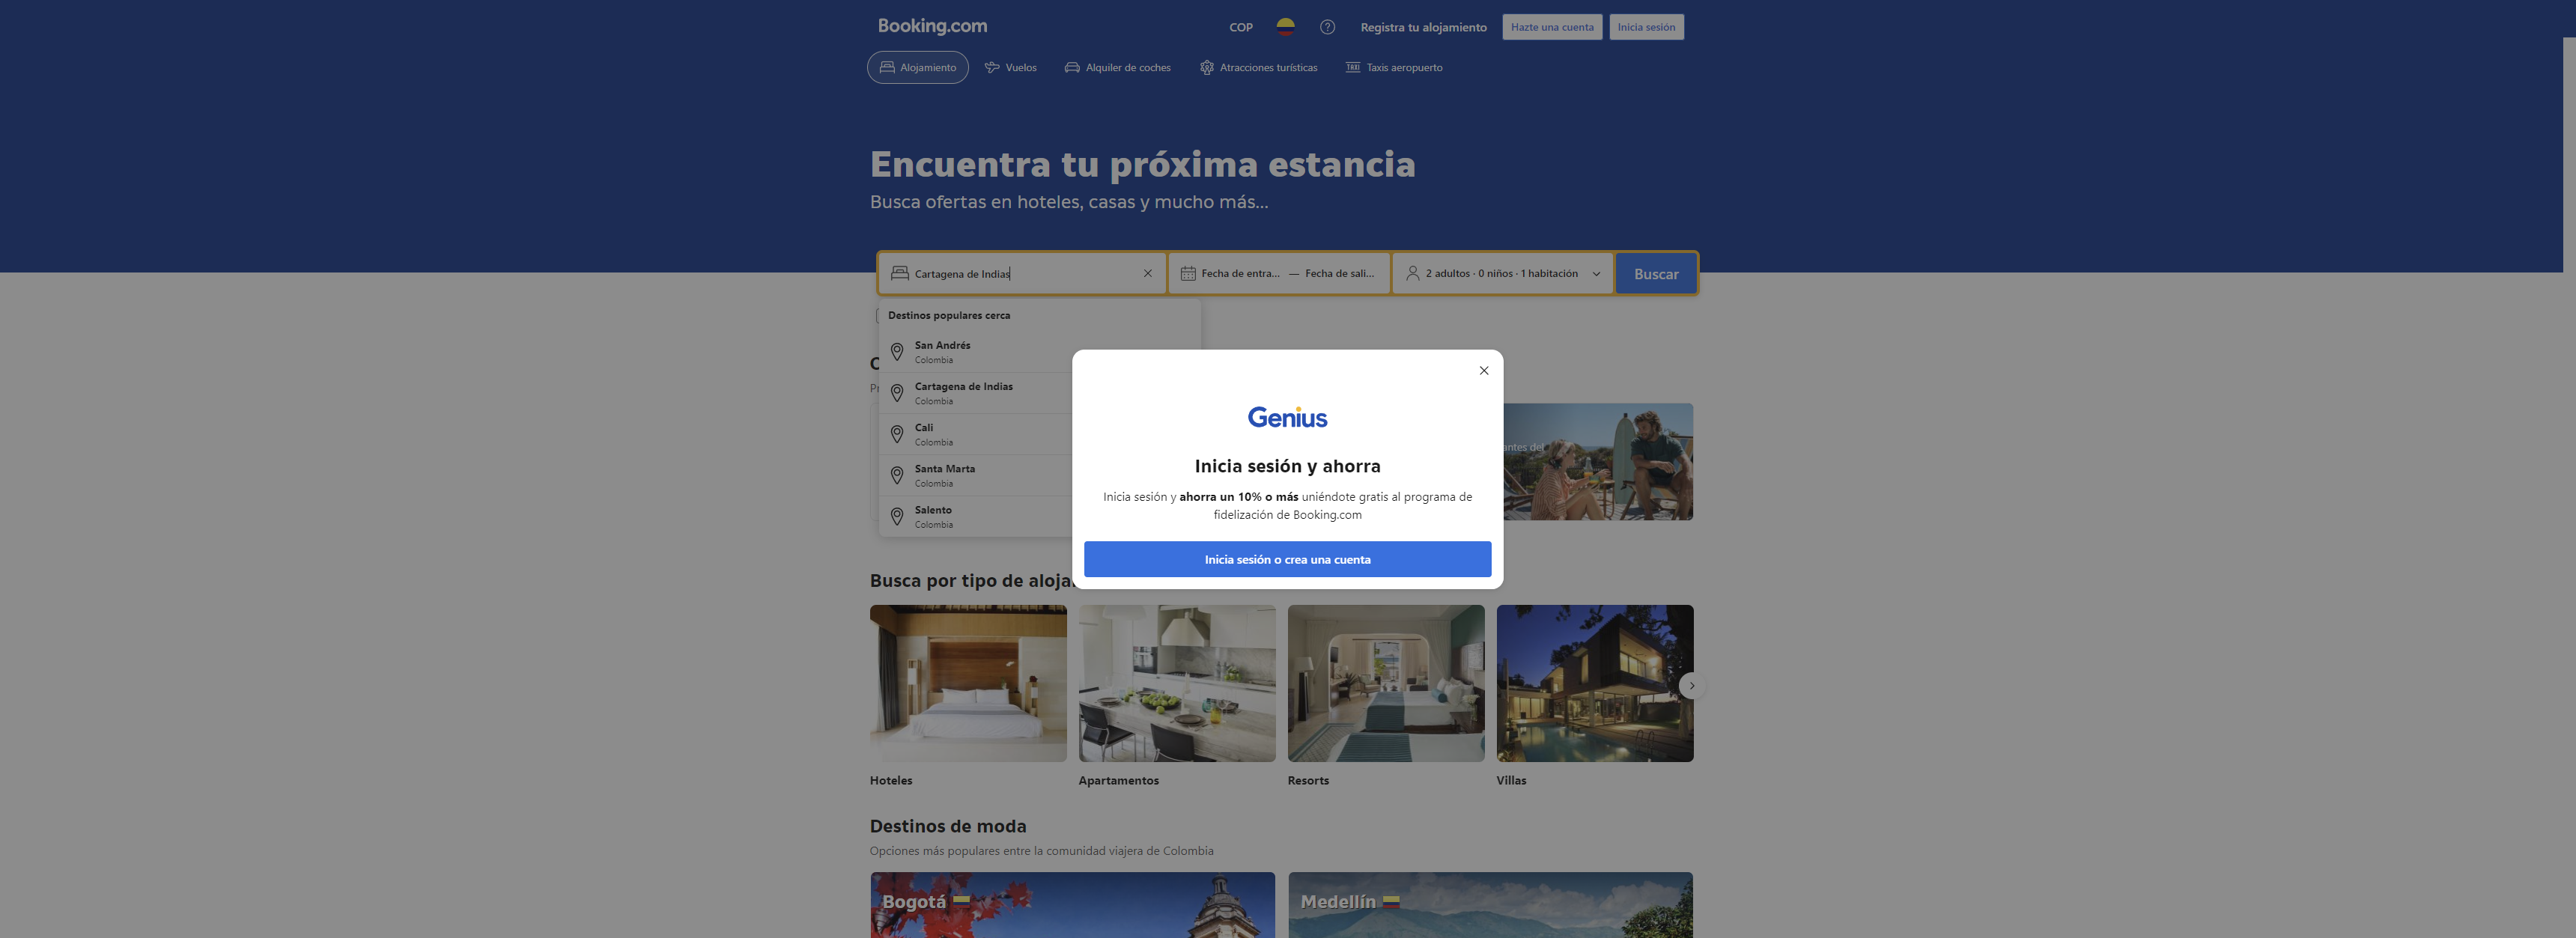 Booking.com
COP
Registra tu alojamiento
Hazte una cuenta
Inicia sesión
Alojamiento
Vuelos
Alquiler de coches
Atracciones turísticas
TAXI
Taxis aeropuerto
Encuentra tu próxima estancia
Busca ofertas en hoteles, casas y mucho más...
Cartagena de Indias
Fecha de entra... — Fecha de sali...
2 adultos · 0 niños · 1 habitación
Buscar
Destinos populares cerca
San Andrés
Colombia
Cartagena de Indias
Colombia
Cali
Colombia
Santa Marta
Colombia
Salento
Colombia
antes del
Genius
Inicia sesión y ahorra
Inicia sesión y ahorra un 10% o más uniéndote gratis al programa de
fidelización de Booking.com
Inicia sesión o crea una cuenta
Busca por tipo de
Hoteles
Apartamentos
Resorts
Villas
Destinos de moda
Opciones más populares entre la comunidad viajera de Colombia
Bogotá
Medellín